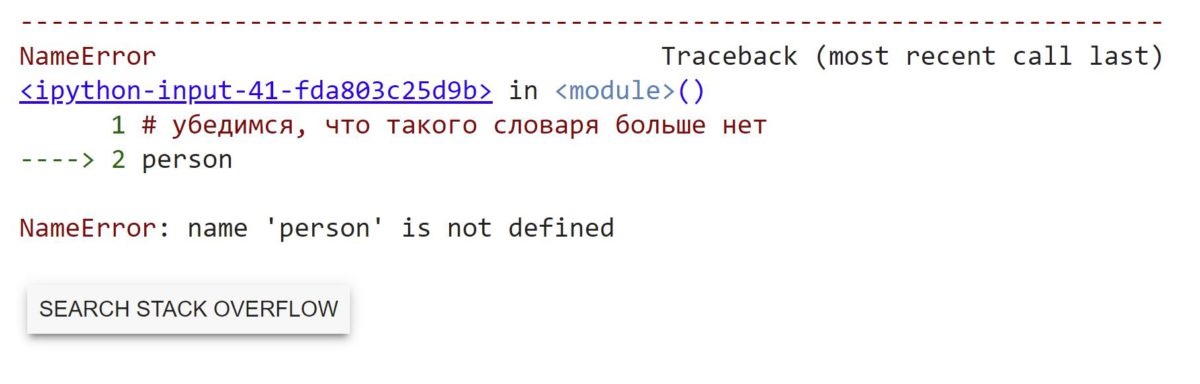 ---------------------------------------------------------------------------
NameError                                 Traceback (most recent call last)
<ipython-input-41-fda803c25d9b> in <module>()
      1 # убедимся, что такого словаря больше нет
----> 2 person

NameError: name 'person' is not defined
SEARCH STACK OVERFLOW